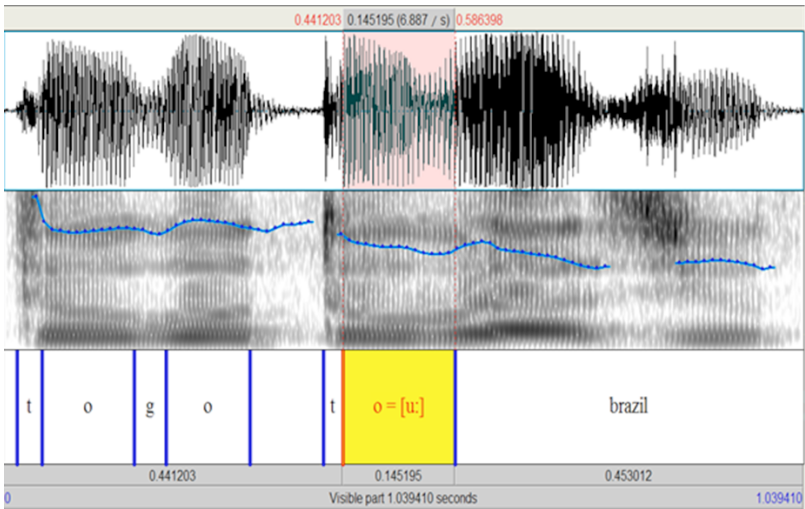 0.441203 0.145195 (6.887 / s) 0.586398
t o g o t o = [u:] brazil
0.441203 0.145195 0.453012
0 Visible part 1.039410 seconds 1.039410